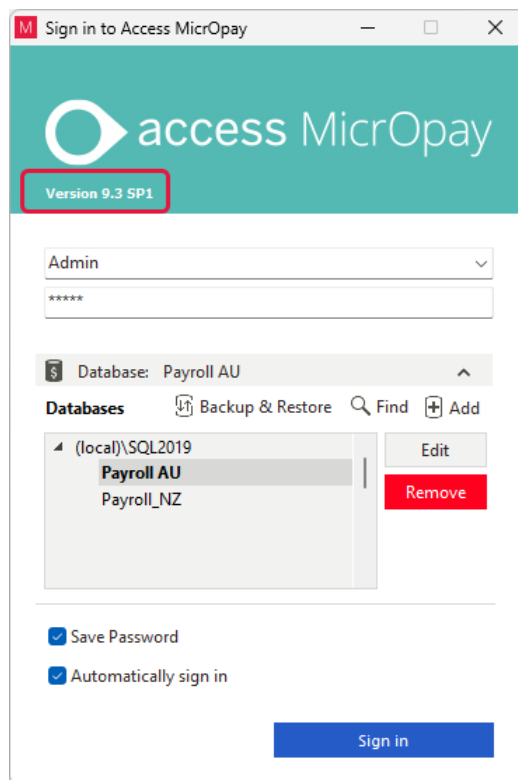 M Sign in to Access MicrOpay
access MicrOpay
Version 9.3 SP1
Admin
*****
$ Database: Payroll AU
Databases Backup & Restore Find Add
(local)\SQL2019
Payroll AU
Payroll_NZ
Edit
Remove
Save Password
Automatically sign in
Sign in